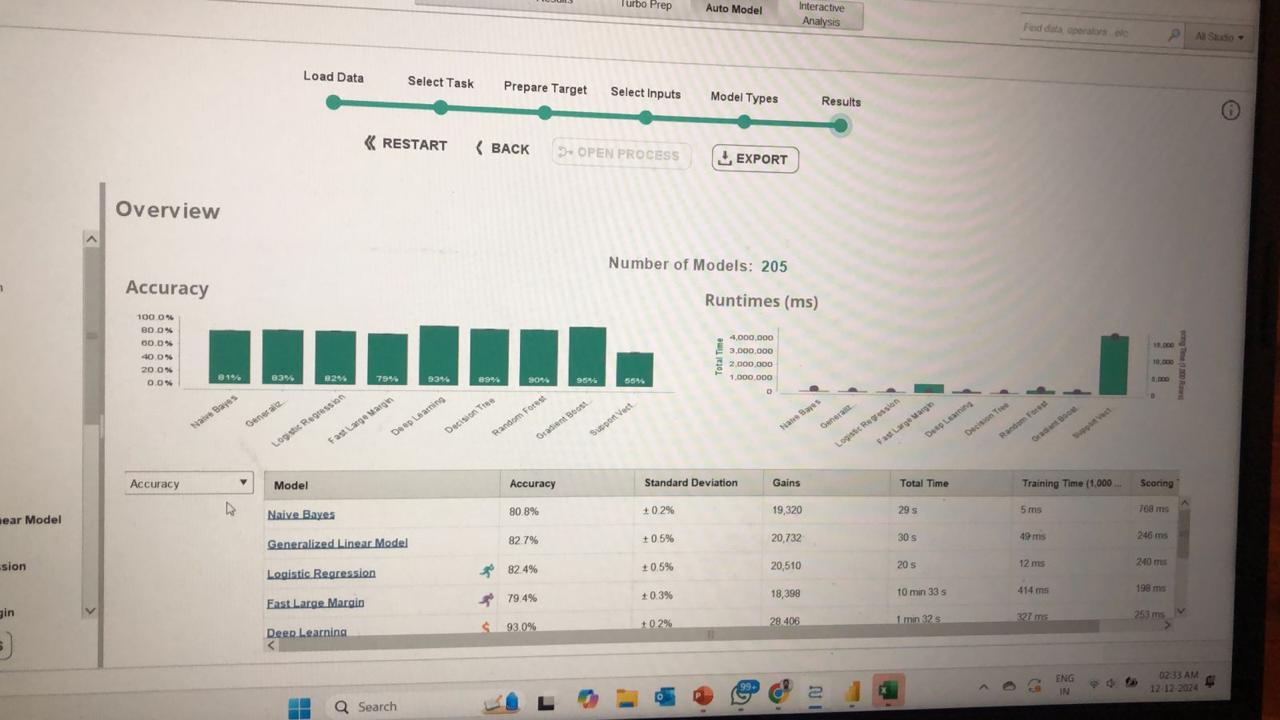 Turbo Prep
Auto Model
Interactive
Analysis
Find data, operators...etc
All Studio
Load Data
Select Task
Prepare Target
Select Inputs
Model Types
Results
RESTART
BACK
OPEN PROCESS
EXPORT
Overview
Number of Models: 205
Accuracy
100.0%
80.0%
60.0%
40.0%
20.0%
0.0%
81%
83%
82%
79%
93%
89%
90%
95%
55%
Naive Bayes
Generaliz...
Logistic Regression
Fast Large Margin
Deep Learning
Decision Tree
Random Forest
Gradient Boost...
Support Vect...
Runtimes (ms)
Total Time
4,000,000
3,000,000
2,000,000
1,000,000
0
15,000
10,000
5,000
0
Naive Bayes
Generaliz...
Logistic Regression
Fast Large Margin
Deep Learning
Decision Tree
Random Forest
Gradient Boost...
Support Vect...
Accuracy
Model Accuracy Standard Deviation Gains Total Time Training Time (1,000 ... Scoring
Naive Bayes 80.8% ± 0.2% 19,320 29 s 5 ms 768 ms
Generalized Linear Model 82.7% ± 0.5% 20,732 30 s 49 ms 246 ms
Logistic Regression 82.4% ± 0.5% 20,510 20 s 12 ms 240 ms
Fast Large Margin 79.4% ± 0.3% 18,398 10 min 33 s 414 ms 198 ms
Deep Learning 93.0% ± 0.2% 28,406 1 min 32 s 327 ms 253 ms
near Model
ssion
gin
Search
99+
ENG
IN
02:33 AM
12-12-2024